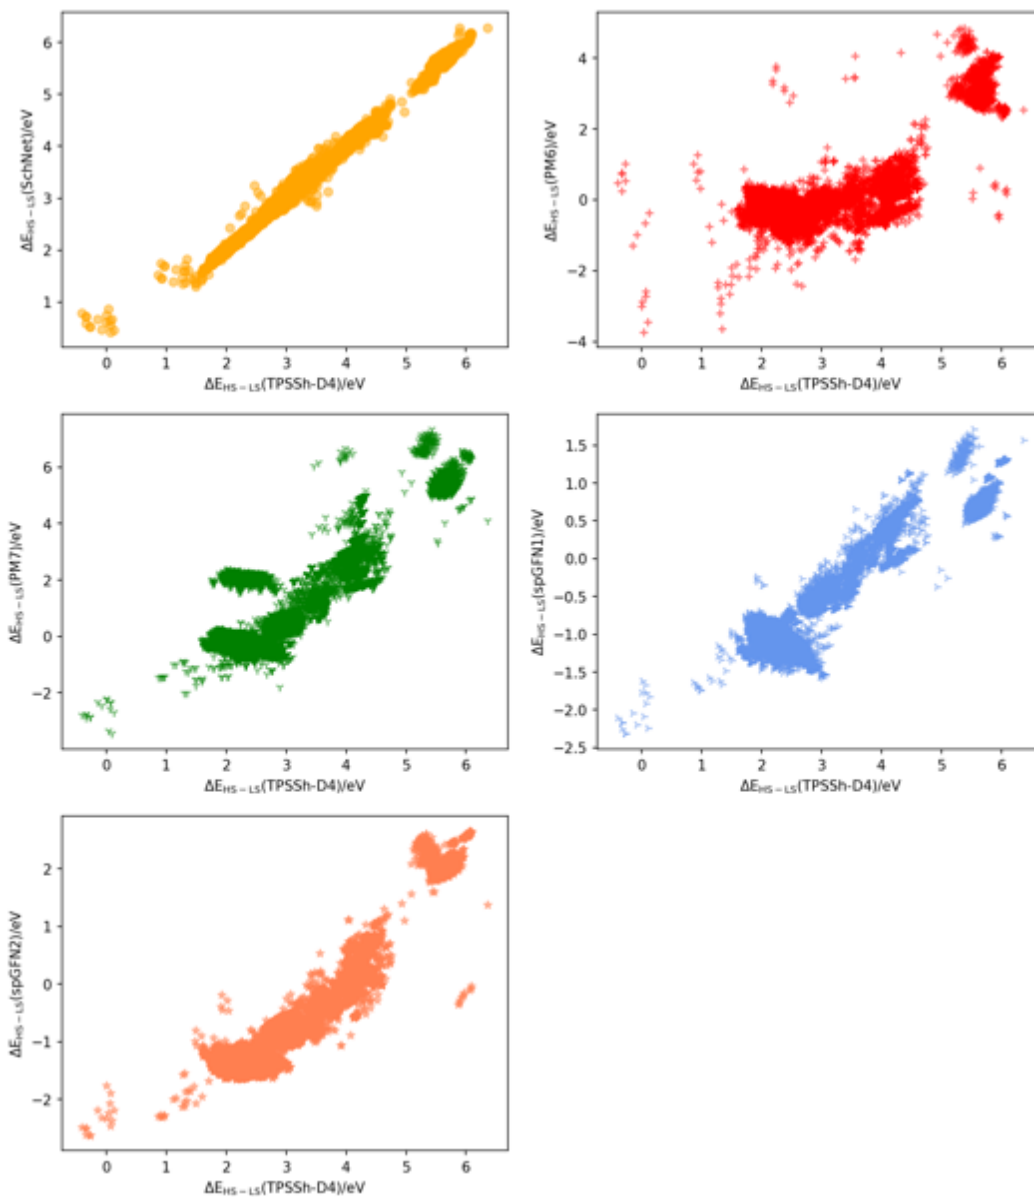 6
5
4
3
2
1
ΔE_HS−LS(SchNet)/eV
0 1 2 3 4 5 6
ΔE_HS−LS(TPSSh-D4)/eV
4
2
0
−2
−4
ΔE_HS−LS(PM6)/eV
0 1 2 3 4 5 6
ΔE_HS−LS(TPSSh-D4)/eV
6
4
2
0
−2
ΔE_HS−LS(PM7)/eV
0 1 2 3 4 5 6
ΔE_HS−LS(TPSSh-D4)/eV
1.5
1.0
0.5
0.0
−0.5
−1.0
−1.5
−2.0
−2.5
ΔE_HS−LS(spGFN1)/eV
0 1 2 3 4 5 6
ΔE_HS−LS(TPSSh-D4)/eV
2
1
0
−1
−2
ΔE_HS−LS(spGFN2)/eV
0 1 2 3 4 5 6
ΔE_HS−LS(TPSSh-D4)/eV